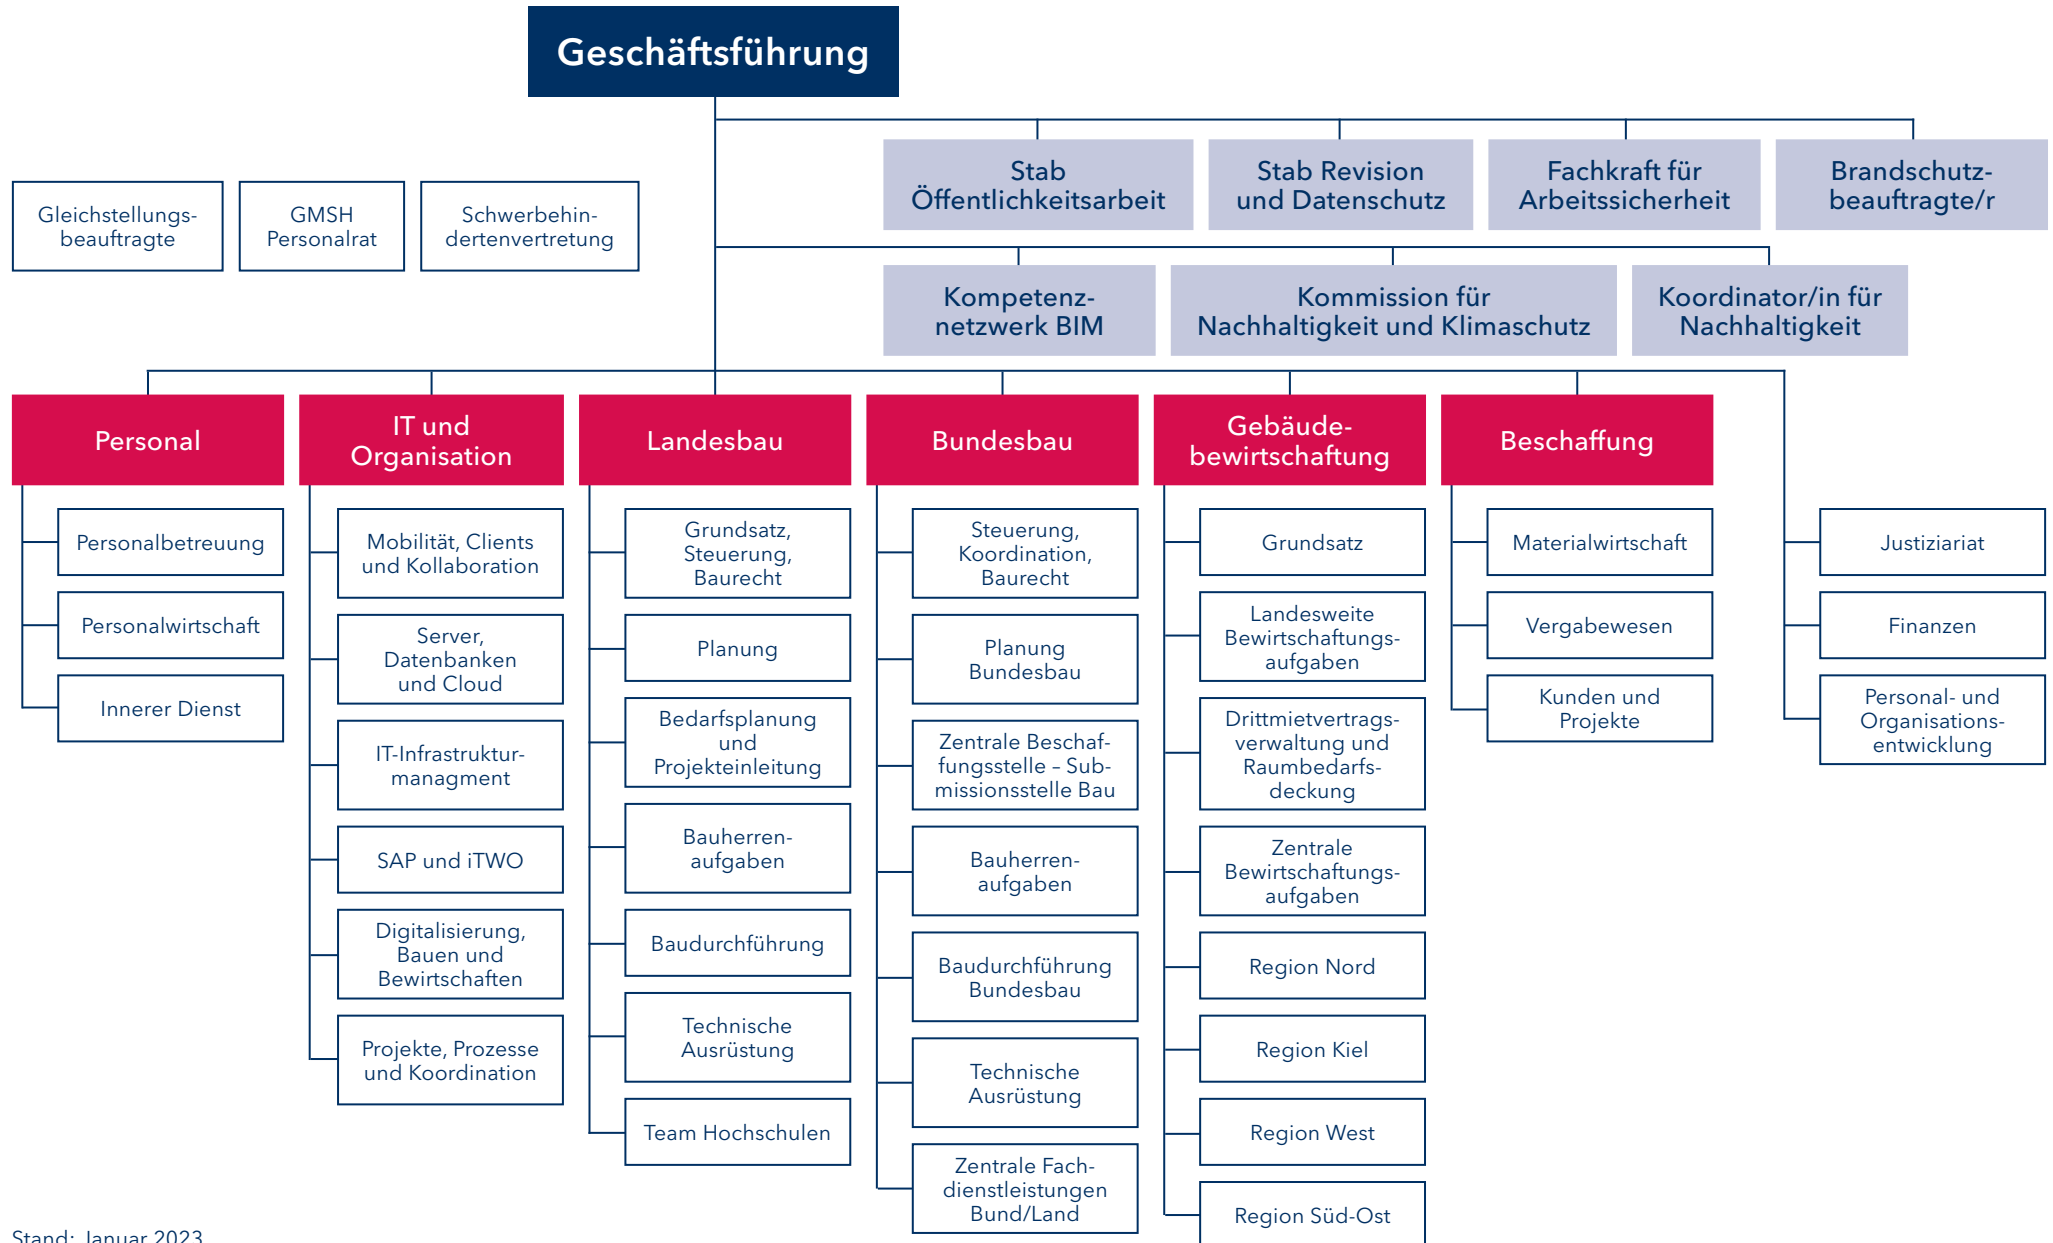 Geschäftsführung
Stab
Öffentlichkeitsarbeit
Stab Revision
und Datenschutz
Fachkraft für
Arbeitssicherheit
Brandschutz-
beauftragte/r
Gleichstellungs-
beauftragte
GMSH
Personalrat
Schwerbehin-
dertenvertretung
Kompetenz-
netzwerk BIM
Kommission für
Nachhaltigkeit und Klimaschutz
Koordinator/in für
Nachhaltigkeit
Personal
Personalbetreuung
Personalwirtschaft
Innerer Dienst
IT und
Organisation
Mobilität, Clients
und Kollaboration
Server,
Datenbanken
und Cloud
IT-Infrastruktur-
managment
SAP und iTWO
Digitalisierung,
Bauen und
Bewirtschaften
Projekte, Prozesse
und Koordination
Landesbau
Grundsatz,
Steuerung,
Baurecht
Planung
Bedarfsplanung
und
Projekteinleitung
Bauherren-
aufgaben
Baudurchführung
Technische
Ausrüstung
Team Hochschulen
Bundesbau
Steuerung,
Koordination,
Baurecht
Planung
Bundesbau
Zentrale Beschaf-
fungsstelle – Sub-
missionsstelle Bau
Bauherren-
aufgaben
Baudurchführung
Bundesbau
Technische
Ausrüstung
Zentrale Fach-
dienstleistungen
Bund/Land
Gebäude-
bewirtschaftung
Grundsatz
Landesweite
Bewirtschaftungs-
aufgaben
Drittmietvertrags-
verwaltung und
Raumbedarfs-
deckung
Zentrale
Bewirtschaftungs-
aufgaben
Region Nord
Region Kiel
Region West
Region Süd-Ost
Beschaffung
Materialwirtschaft
Vergabewesen
Kunden und
Projekte
Justiziariat
Finanzen
Personal- und
Organisations-
entwicklung
Stand: Januar 2023